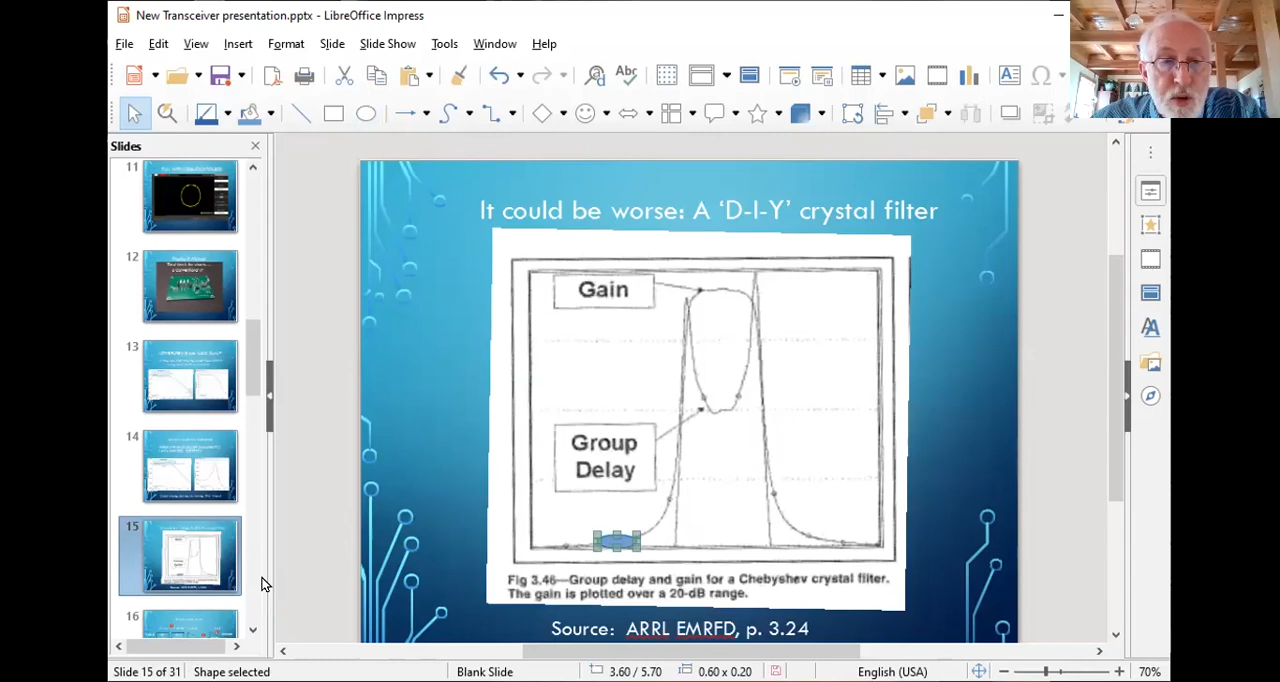 New Transceiver presentation.pptx - LibreOffice Impress
File Edit View Insert Format Slide Slide Show Tools Window Help
Abc
A
Slides
11
12
13
14
15
16
It could be worse: A ‘D-I-Y’ crystal filter
Gain
Group
Delay
Fig 3.46—Group delay and gain for a Chebyshev crystal filter.
The gain is plotted over a 20-dB range.
Source: ARRL EMRFD, p. 3.24
Slide 15 of 31 Shape selected Blank Slide 3.60 / 5.70 0.60 x 0.20 English (USA) 70%